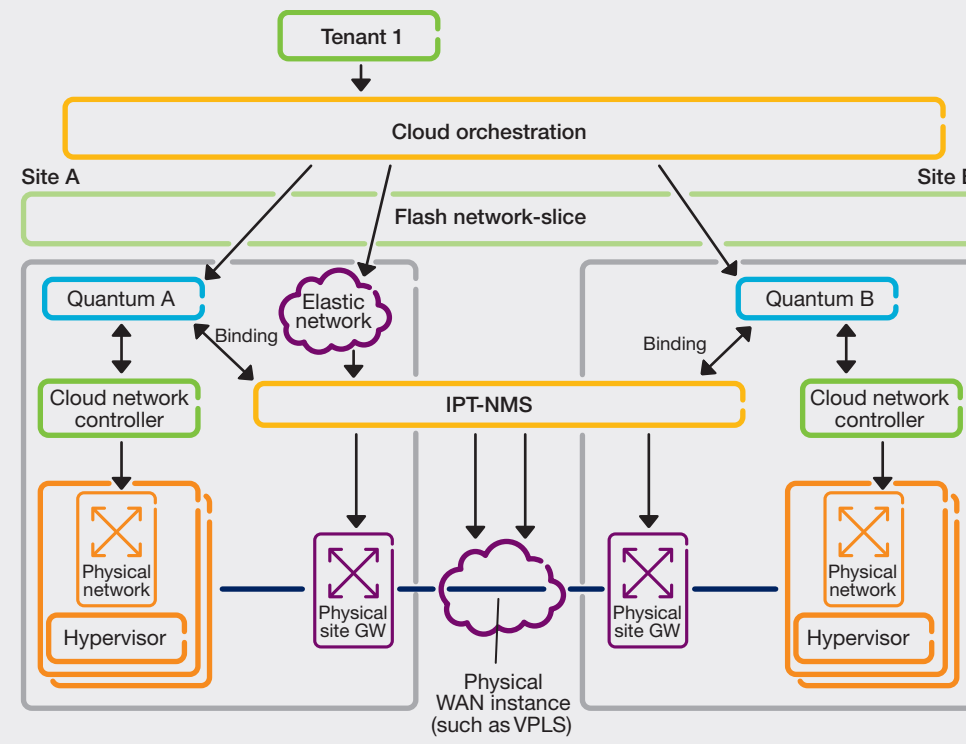 Tenant 1
Cloud orchestration
Site A
Site B
Flash network-slice
Quantum A
Elastic
network
Quantum B
Binding
Binding
Cloud network
controller
IPT-NMS
Cloud network
controller
Physical
network
Hypervisor
Physical
site GW
Physical
site GW
Physical
network
Hypervisor
Physical
WAN instance
(such as VPLS)